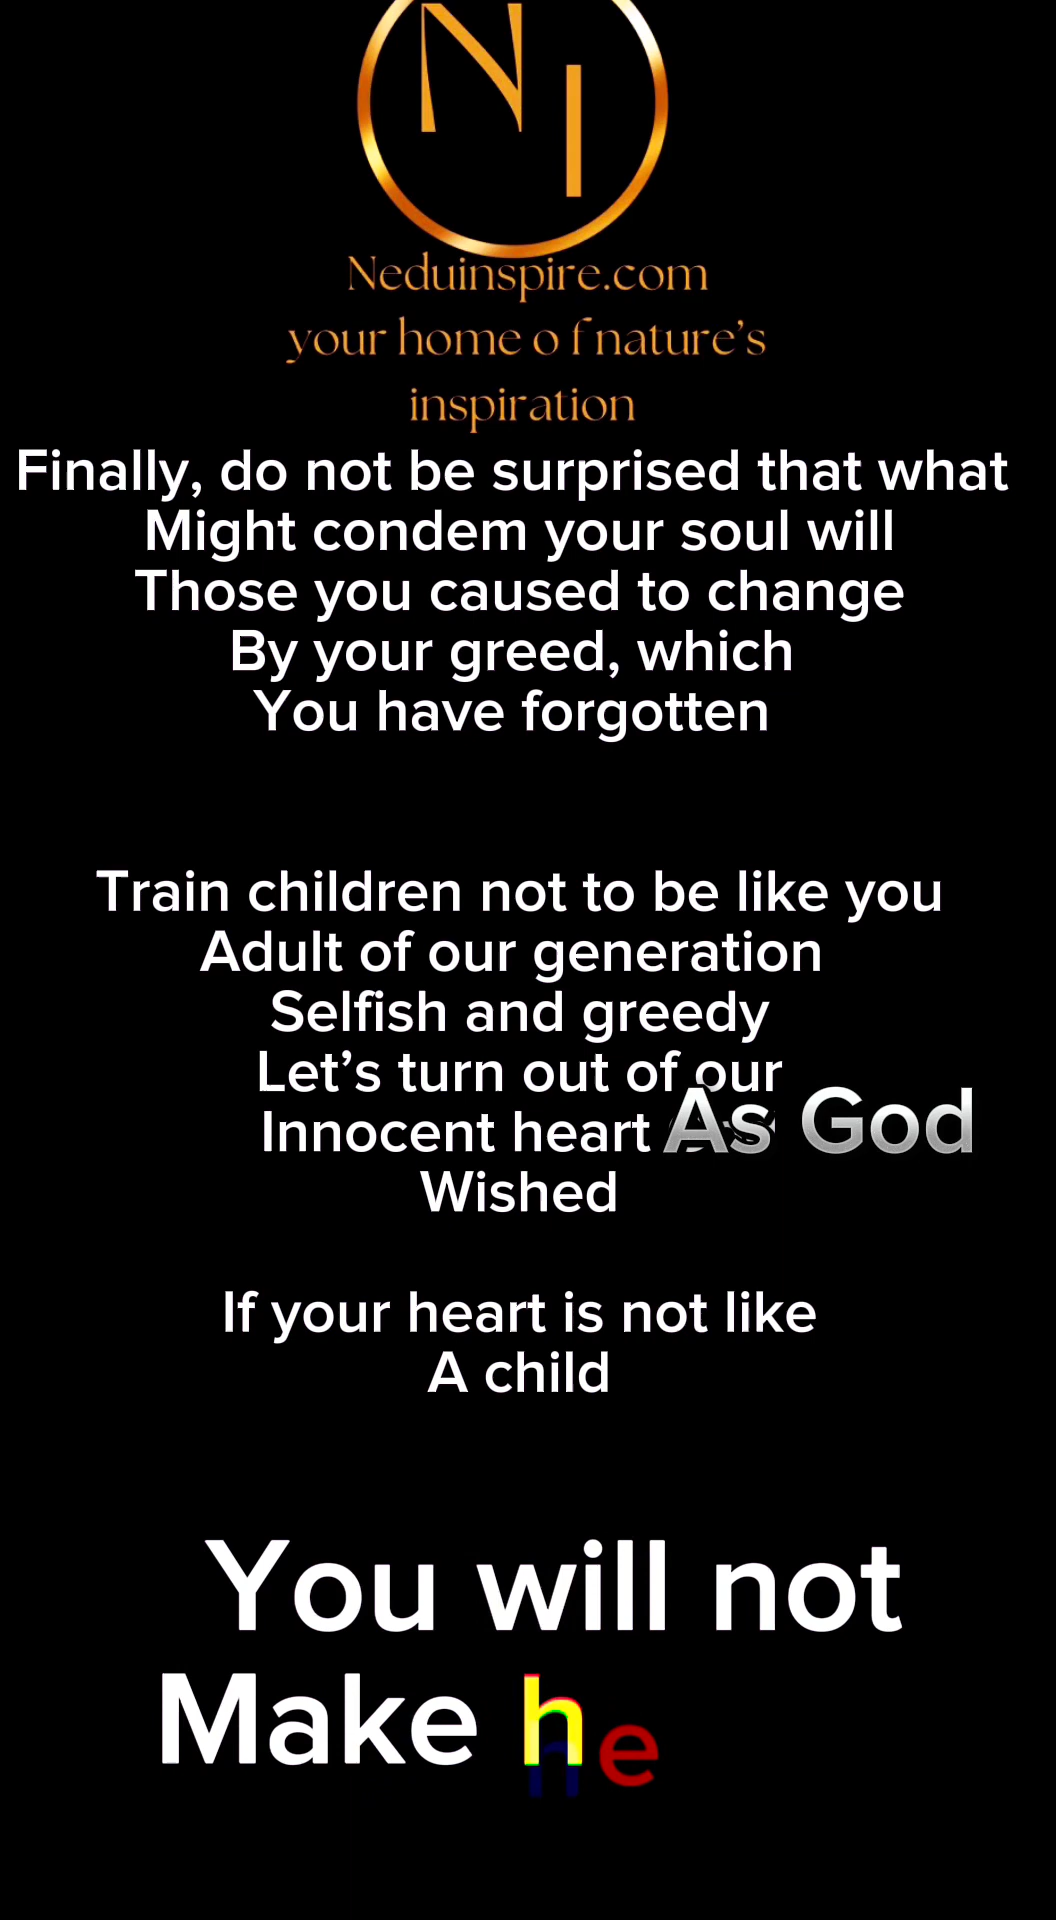 NI
Neduinspire.com
your home of nature's
inspiration
Finally, do not be surprised that what
Might condem your soul will
Those you caused to change
By your greed, which
You have forgotten
Train children not to be like you
Adult of our generation
Selfish and greedy
Let's turn out of our
Innocent heart As God
Wished
If your heart is not like
A child
You will not
Make he